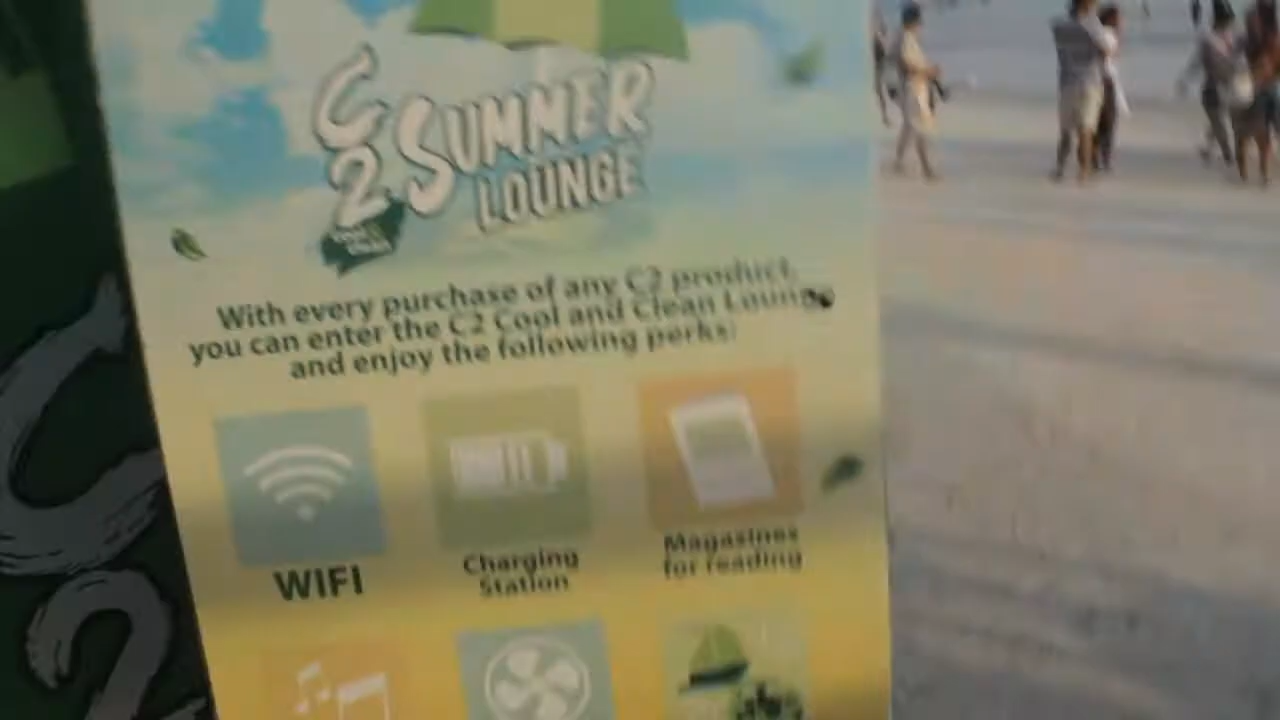 C2 SUMMER
LOUNGE
With every purchase of any C2 product,
you can enter the C2 Cool and Clean Lounge
and enjoy the following perks:
WIFI
Charging
Station
Magazines
for reading
C2